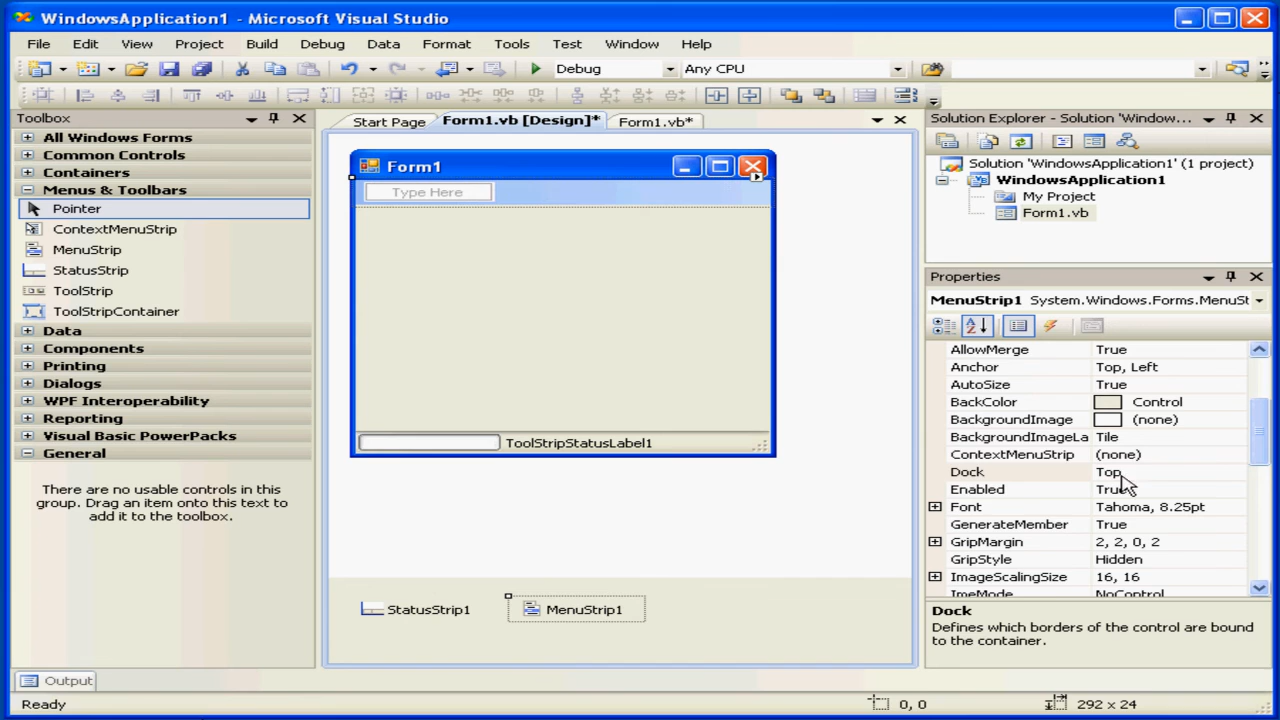 WindowsApplication1 - Microsoft Visual Studio
File Edit View Project Build Debug Data Format Tools Test Window Help
Debug Any CPU
Toolbox
All Windows Forms
Common Controls
Containers
Menus & Toolbars
Pointer
ContextMenuStrip
MenuStrip
StatusStrip
ToolStrip
ToolStripContainer
Data
Components
Printing
Dialogs
WPF Interoperability
Reporting
Visual Basic PowerPacks
General
There are no usable controls in this
group. Drag an item onto this text to
add it to the toolbox.
Start Page Form1.vb [Design]* Form1.vb*
Form1
Type Here
ToolStripStatusLabel1
StatusStrip1 MenuStrip1
Solution Explorer - Solution 'Window...
Solution 'WindowsApplication1' (1 project)
WindowsApplication1
My Project
Form1.vb
Properties
MenuStrip1 System.Windows.Forms.MenuSt
AllowMerge True
Anchor Top, Left
AutoSize True
BackColor Control
BackgroundImage (none)
BackgroundImageLa Tile
ContextMenuStrip (none)
Dock Top
Enabled True
Font Tahoma, 8.25pt
GenerateMember True
GripMargin 2, 2, 0, 2
GripStyle Hidden
ImageScalingSize 16, 16
ImeMode NoControl
Dock
Defines which borders of the control are bound
to the container.
Output
Ready 0, 0 292 x 24